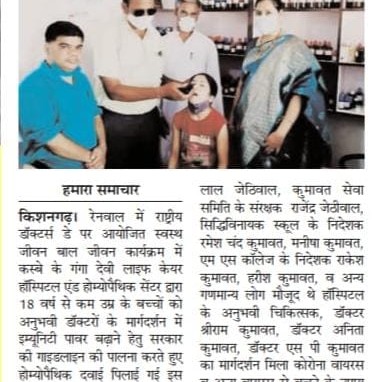 हमारा समाचार
किशनगढ़। रेनवाल में राष्ट्रीय
डॉक्टर्स डे पर आयोजित स्वस्थ
जीवन बाल जीवन कार्यक्रम में
कस्बे के गंगा देवी लाईफ केयर
हॉस्पिटल एंड होम्योपैथिक सेंटर द्वारा
18 वर्ष से कम उम्र के बच्चों को
अनुभवी डॉक्टरों के मार्गदर्शन में
इम्यूनिटी पावर बढ़ाने हेतु सरकार
की गाइडलाइन की पालना करते हुए
होम्योपैथिक दवाई पिलाई गई इस
लाल जेठिवाल, कुमावत सेवा
समिति के संरक्षक राजेंद्र जेठीवाल,
सिद्धिविनायक स्कूल के निदेशक
रमेश चंद कुमावत, मनीषा कुमावत,
एम एस कॉलेज के निदेशक राकेश
कुमावत, हरीश कुमावत, व अन्य
गणमान्य लोग मौजूद थे हॉस्पिटल
के अनुभवी चिकित्सक, डॉक्टर
श्रीराम कुमावत, डॉक्टर अनिता
कुमावत, डॉक्टर एस पी कुमावत
का मार्गदर्शन मिला कोरोना वायरस